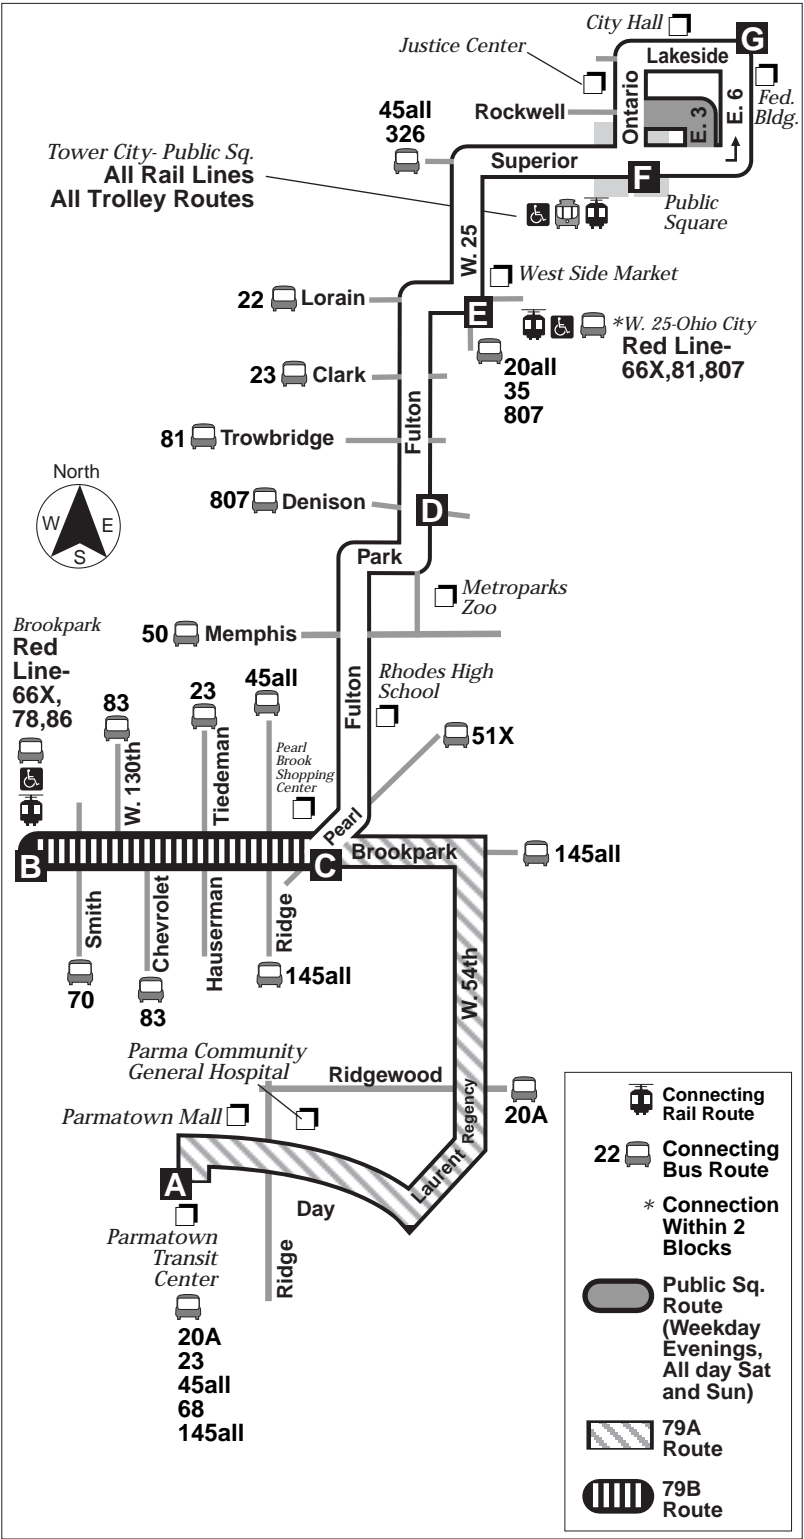 City Hall
G
Justice Center
Lakeside
Ontario
E. 3
E. 6
Fed.
Bldg.
Rockwell
45all
326
Superior
Tower City- Public Sq.
All Rail Lines
All Trolley Routes
F
Public
Square
W. 25
West Side Market
22 Lorain
E
*W. 25-Ohio City
Red Line-
66X,81,807
20all
35
807
23 Clark
Fulton
81 Trowbridge
North
W E
S
807 Denison
D
Park
Metroparks
Zoo
50 Memphis
Brookpark
Red
Line-
66X,
78,86
83
W. 130th
23
Tiedeman
45all
Fulton
Rhodes High
School
Pearl
Brook
Shopping
Center
51X
Pearl
B
C
Brookpark
145all
Smith
70
Chevrolet
83
Hauserman
Ridge
145all
W. 54th
Parma Community
General Hospital
Ridgewood
20A
Parmatown Mall
Regency
Laurent
A
Day
Ridge
Parmatown
Transit
Center
20A
23
45all
68
145all
Connecting
Rail Route
22 Connecting
Bus Route
* Connection
Within 2
Blocks
Public Sq.
Route
(Weekday
Evenings,
All day Sat
and Sun)
79A
Route
79B
Route